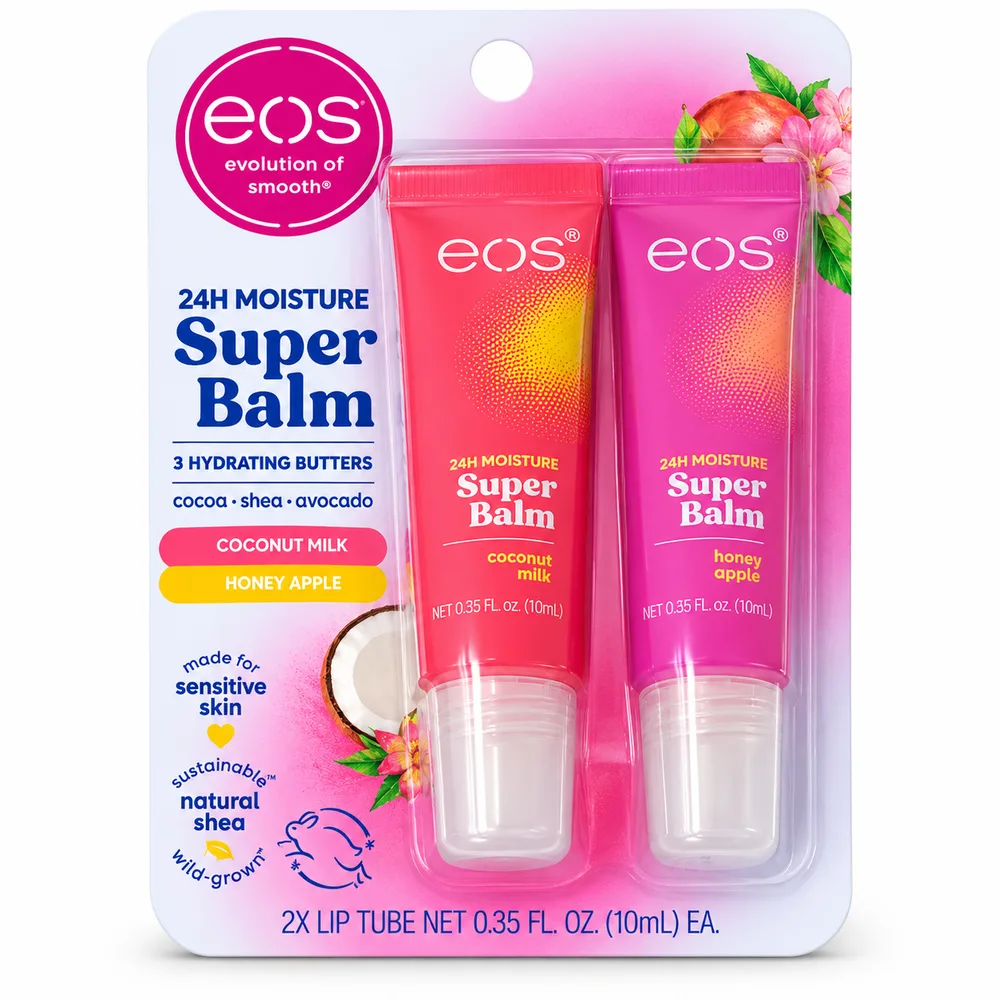 eos®
evolution of
smooth®
24H MOISTURE
Super
Balm
3 HYDRATING BUTTERS
cocoa • shea • avocado
COCONUT MILK
HONEY APPLE
made for
sensitive
skin
sustainable™
natural
shea
wild-grown™
eos®
24H MOISTURE
Super
Balm
coconut
milk
NET 0.35 FL. oz. (10mL)
eos®
24H MOISTURE
Super
Balm
honey
apple
NET 0.35 FL. oz. (10mL)
2X LIP TUBE NET 0.35 FL. OZ. (10mL) EA.